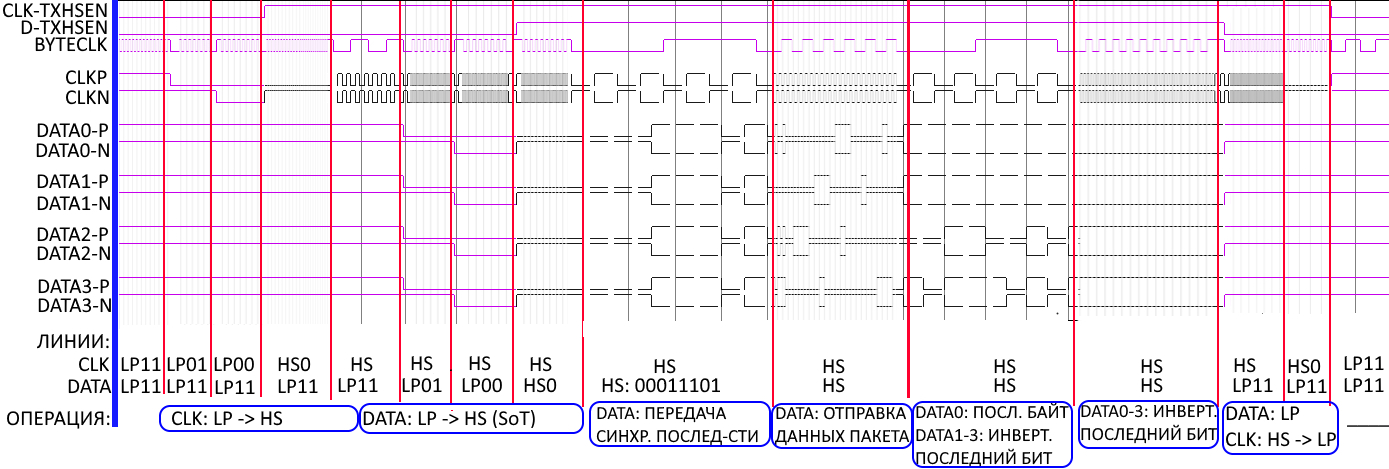 CLK-TXHSEN
D-TXHSEN
BYTECLK
CLKP
CLKN
DATA0-P
DATA0-N
DATA1-P
DATA1-N
DATA2-P
DATA2-N
DATA3-P
DATA3-N
ЛИНИИ:
CLK LP11 LP01 LP00 HS0 HS HS HS HS HS HS HS HS HS HS0 LP11
DATA LP11 LP11 LP11 LP11 LP11 LP01 LP00 HS0 HS: 00011101 HS HS HS LP11 LP11 LP11
ОПЕРАЦИЯ:
CLK: LP -> HS
DATA: LP -> HS (SoT)
DATA: ПЕРЕДАЧА
СИНХР. ПОСЛЕД-СТИ
DATA: ОТПРАВКА
ДАННЫХ ПАКЕТА
DATA0: ПОСЛ. БАЙТ
DATA1-3: ИНВЕРТ.
ПОСЛЕДНИЙ БИТ
DATA0-3: ИНВЕРТ.
ПОСЛЕДНИЙ БИТ
DATA: LP
CLK: HS -> LP